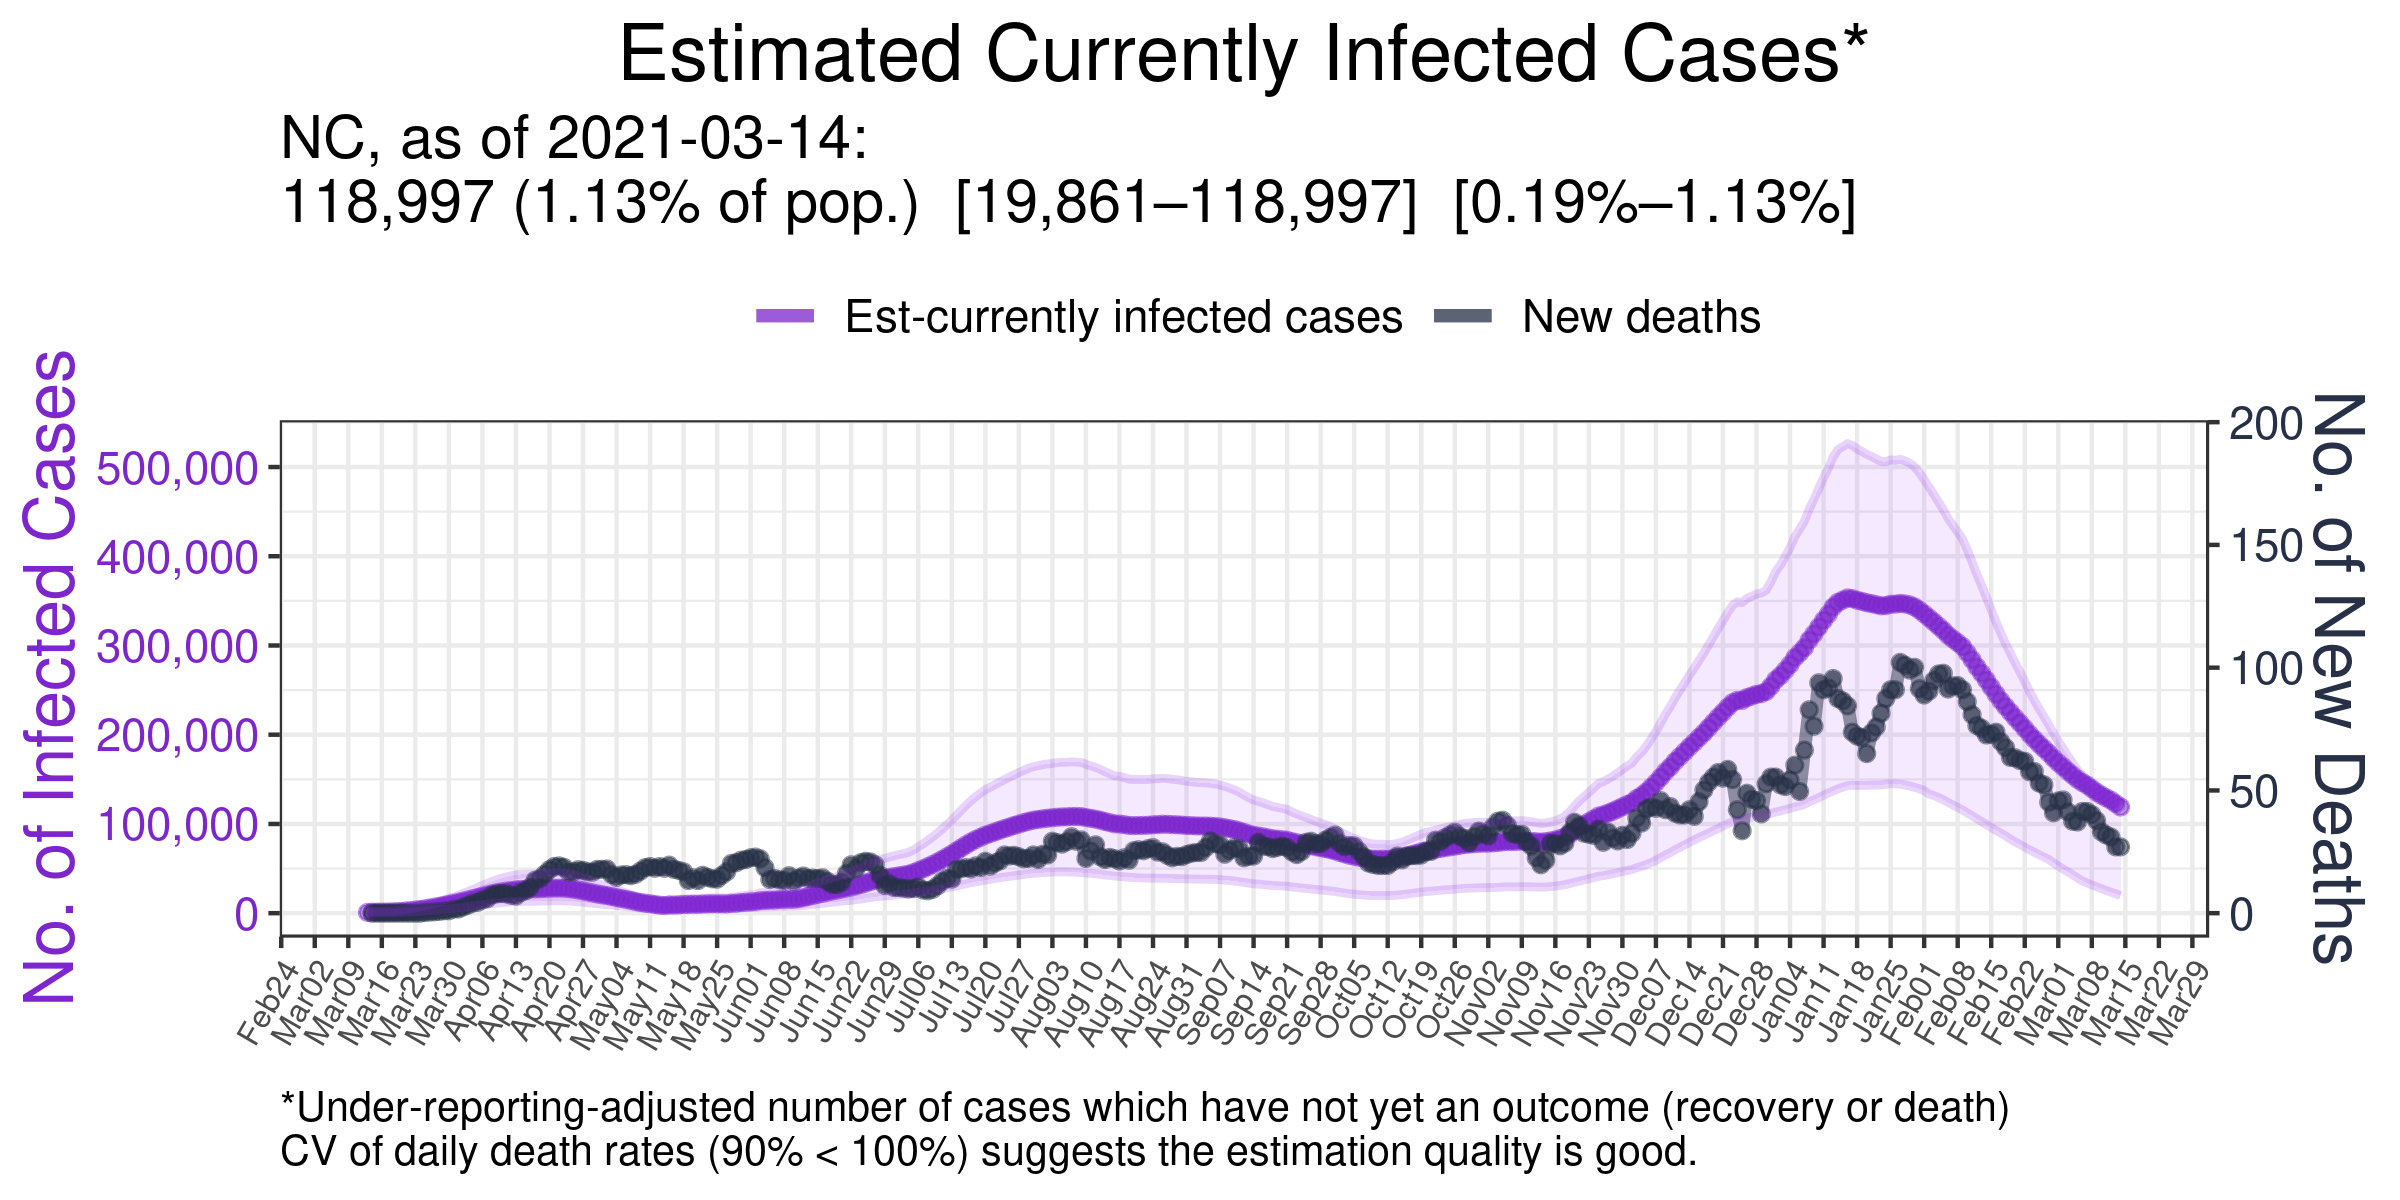 Estimated Currently Infected Cases*
NC, as of 2021-03-14:
118,997 (1.13% of pop.)  [19,861–118,997]  [0.19%–1.13%]
Est-currently infected cases
New deaths
No. of Infected Cases
500,000
400,000
300,000
200,000
100,000
0
200
150
100
50
0
No. of New Deaths
Feb24
Mar02
Mar09
Mar16
Mar23
Mar30
Apr06
Apr13
Apr20
Apr27
May04
May11
May18
May25
Jun01
Jun08
Jun15
Jun22
Jun29
Jul06
Jul13
Jul20
Jul27
Aug03
Aug10
Aug17
Aug24
Aug31
Sep07
Sep14
Sep21
Sep28
Oct05
Oct12
Oct19
Oct26
Nov02
Nov09
Nov16
Nov23
Nov30
Dec07
Dec14
Dec21
Dec28
Jan04
Jan11
Jan18
Jan25
Feb01
Feb08
Feb15
Feb22
Mar01
Mar08
Mar15
Mar22
Mar29
*Under-reporting-adjusted number of cases which have not yet an outcome (recovery or death)
CV of daily death rates (90% < 100%) suggests the estimation quality is good.